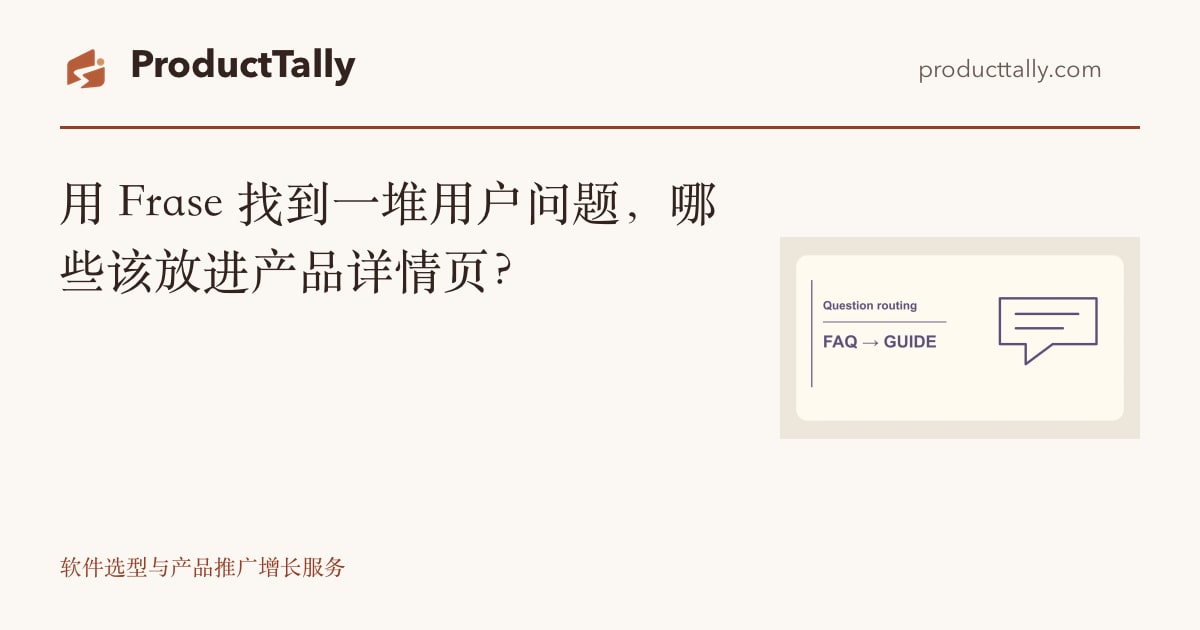 ProductTally
producttally.com
用 Frase 找到一堆用户问题，哪
些该放进产品详情页？
Question routing
FAQ → GUIDE
软件选型与产品推广增长服务